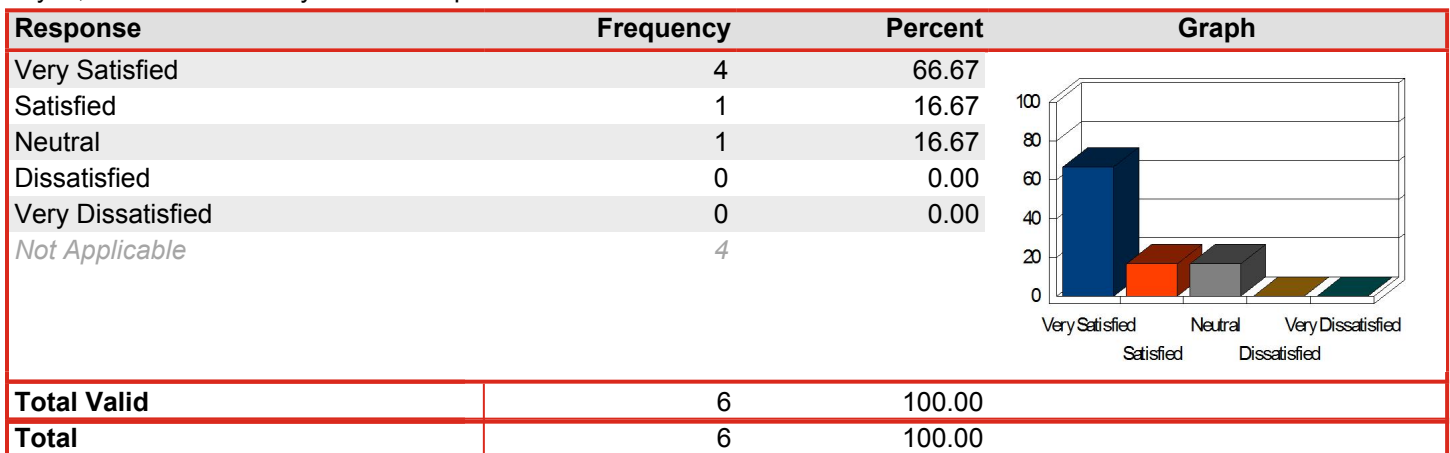 Response Frequency Percent Graph
Very Satisfied 4 66.67
Satisfied 1 16.67
Neutral 1 16.67
Dissatisfied 0 0.00
Very Dissatisfied 0 0.00
Not Applicable 4
100
80
60
40
20
0
Very Satisfied Neutral Very Dissatisfied
Satisfied Dissatisfied
Total Valid 6 100.00
Total 6 100.00